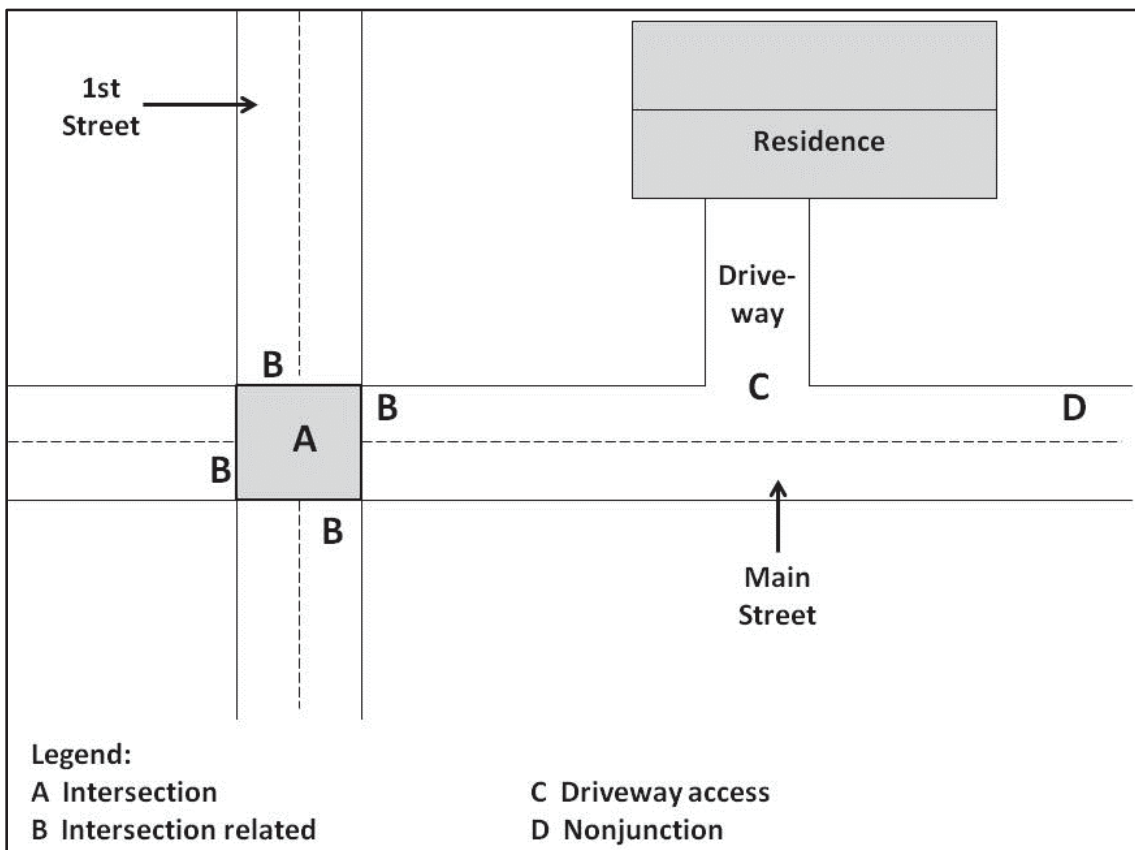 1st
Street
Residence
Drive-
way
B
C
B
D
A
B
B
Main
Street
Legend:
A Intersection
B Intersection related
C Driveway access
D Nonjunction